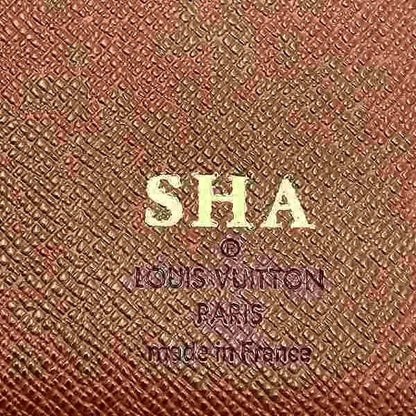 SHA
®
LOUIS VUITTON
PARIS
made in France